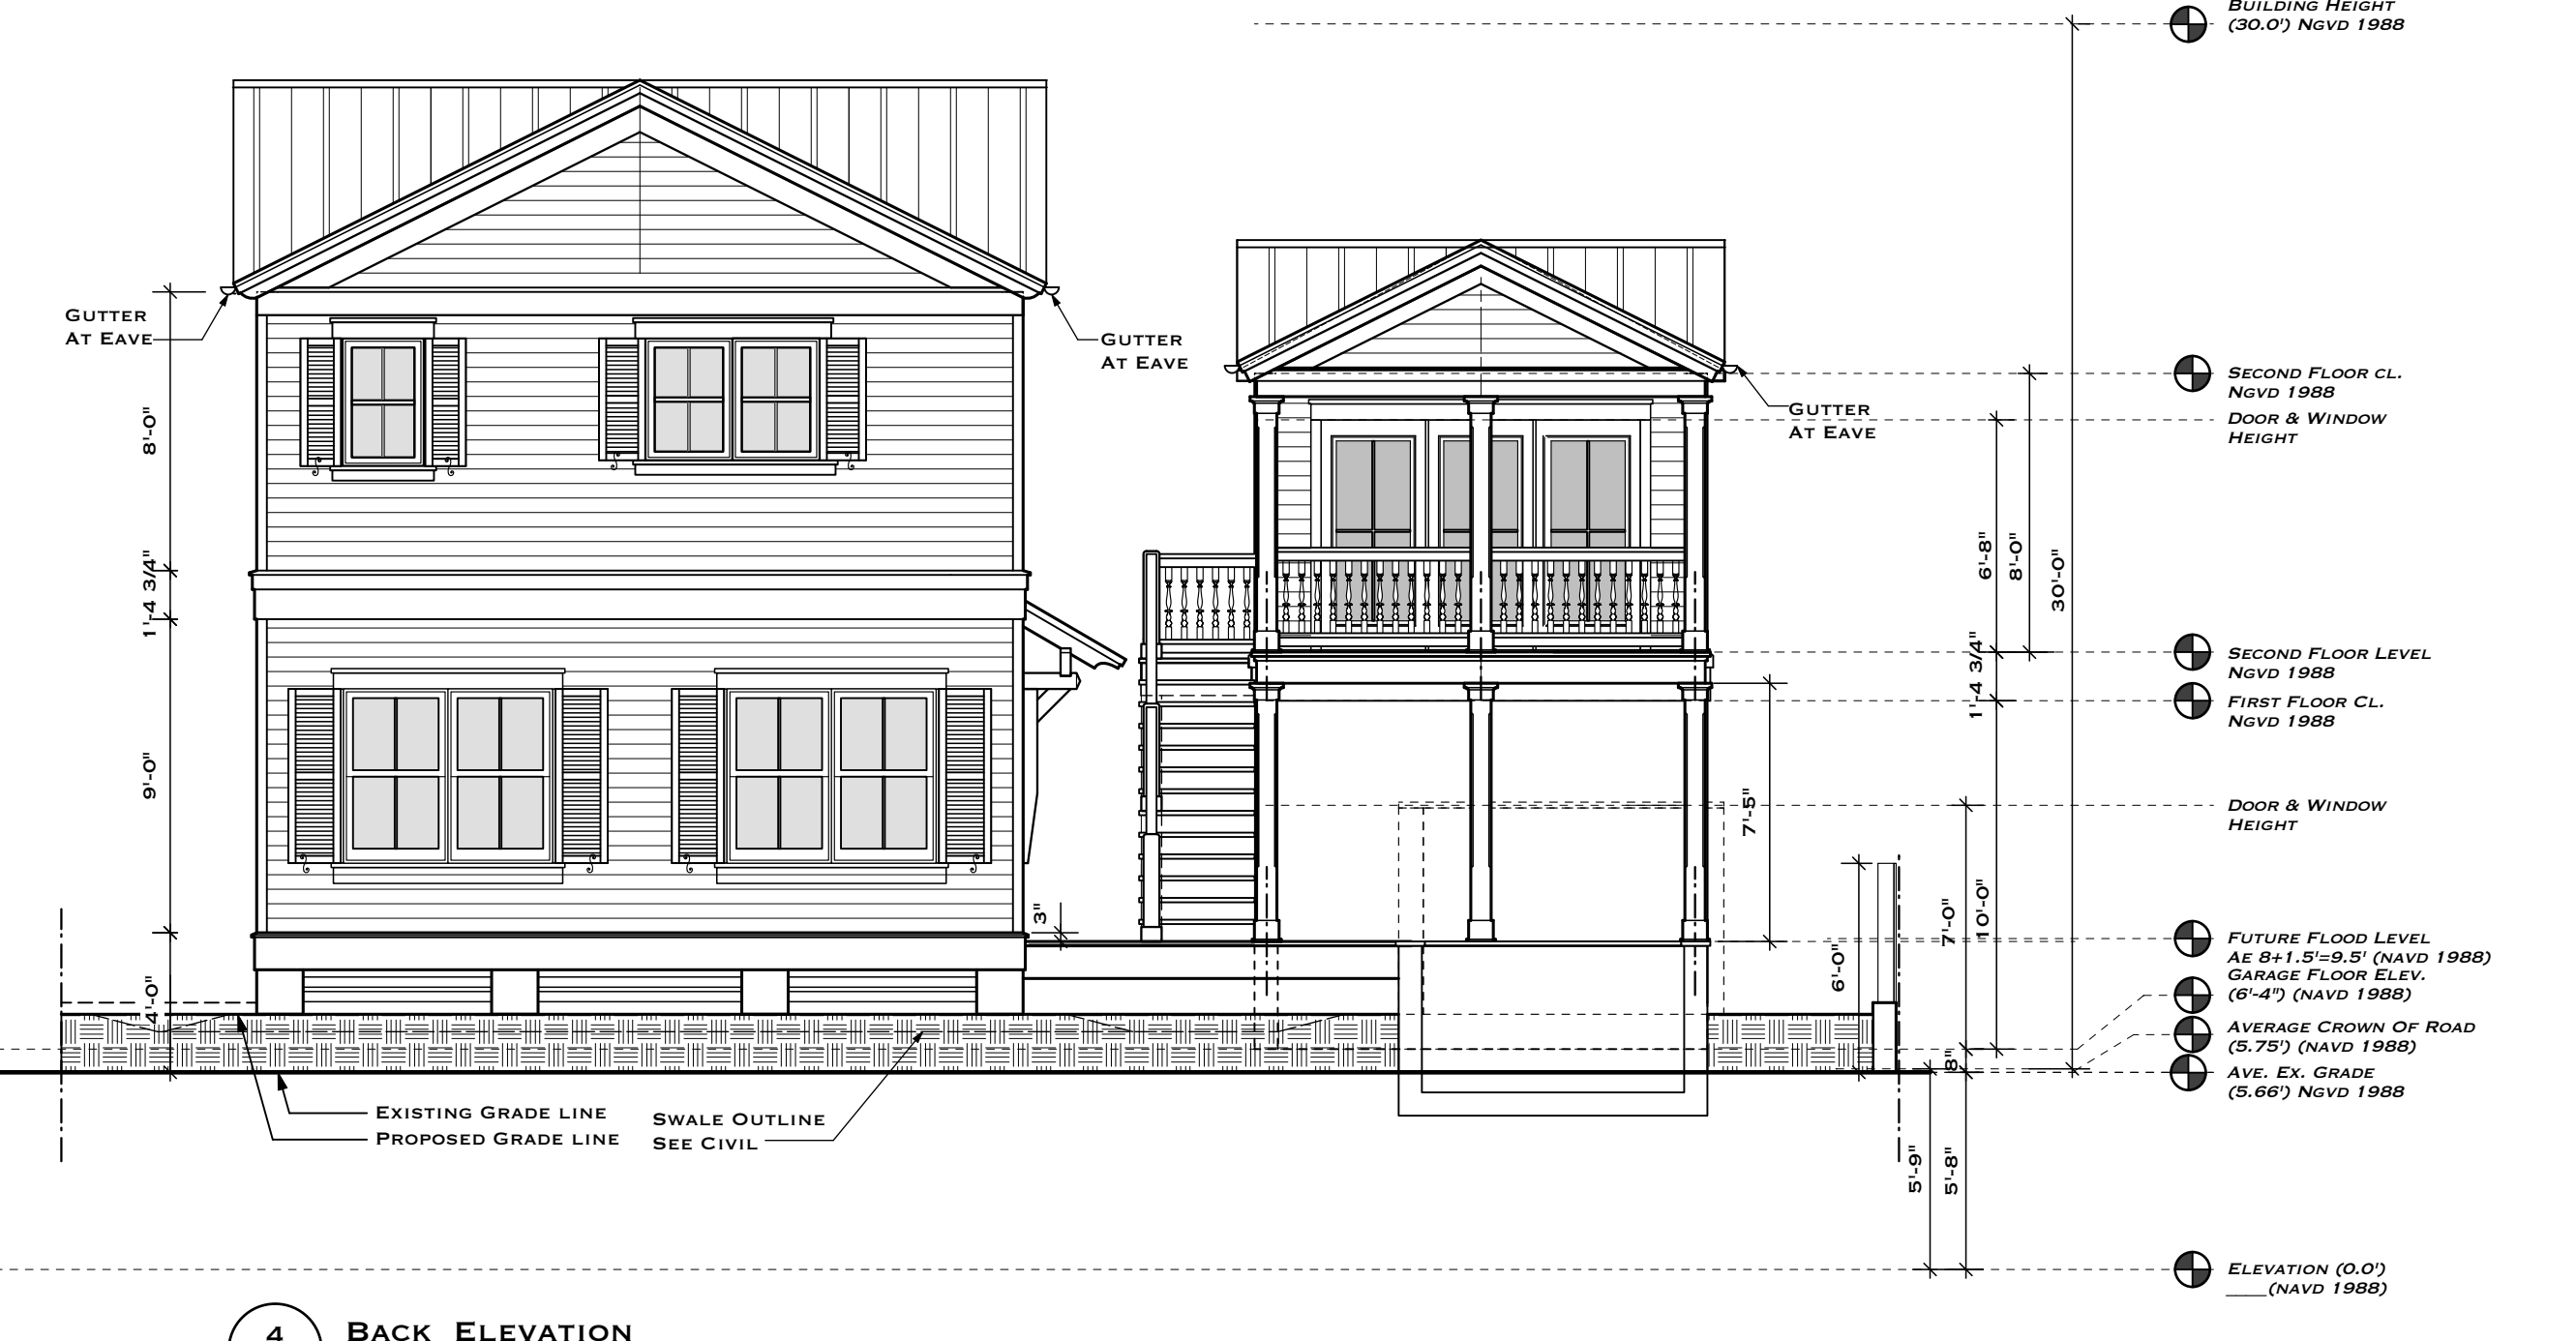 Building Height
(30.0') Ngvd 1988
Gutter
At Eave
Gutter
At Eave
Gutter
At Eave
Second Floor cl.
Ngvd 1988
Door & Window
Height
8'-0"
1'-4 3/4"
9'-0"
4'-0"
3"
6'-8"
8'-0"
30'-0"
1'-4 3/4"
Second Floor Level
Ngvd 1988
First Floor Cl.
Ngvd 1988
7'-5"
Door & Window
Height
6'-0"
7'-0"
10'-0"
8"
Future Flood Level
Ae 8+1.5'=9.5' (navd 1988)
Garage Floor Elev.
(6'-4") (navd 1988)
Average Crown Of Road
(5.75') (navd 1988)
Ave. Ex. Grade
(5.66') Ngvd 1988
Existing Grade line
Proposed Grade line
Swale Outline
See Civil
5'-9"
5'-8"
Elevation (0.0')
____(navd 1988)
4
Back Elevation